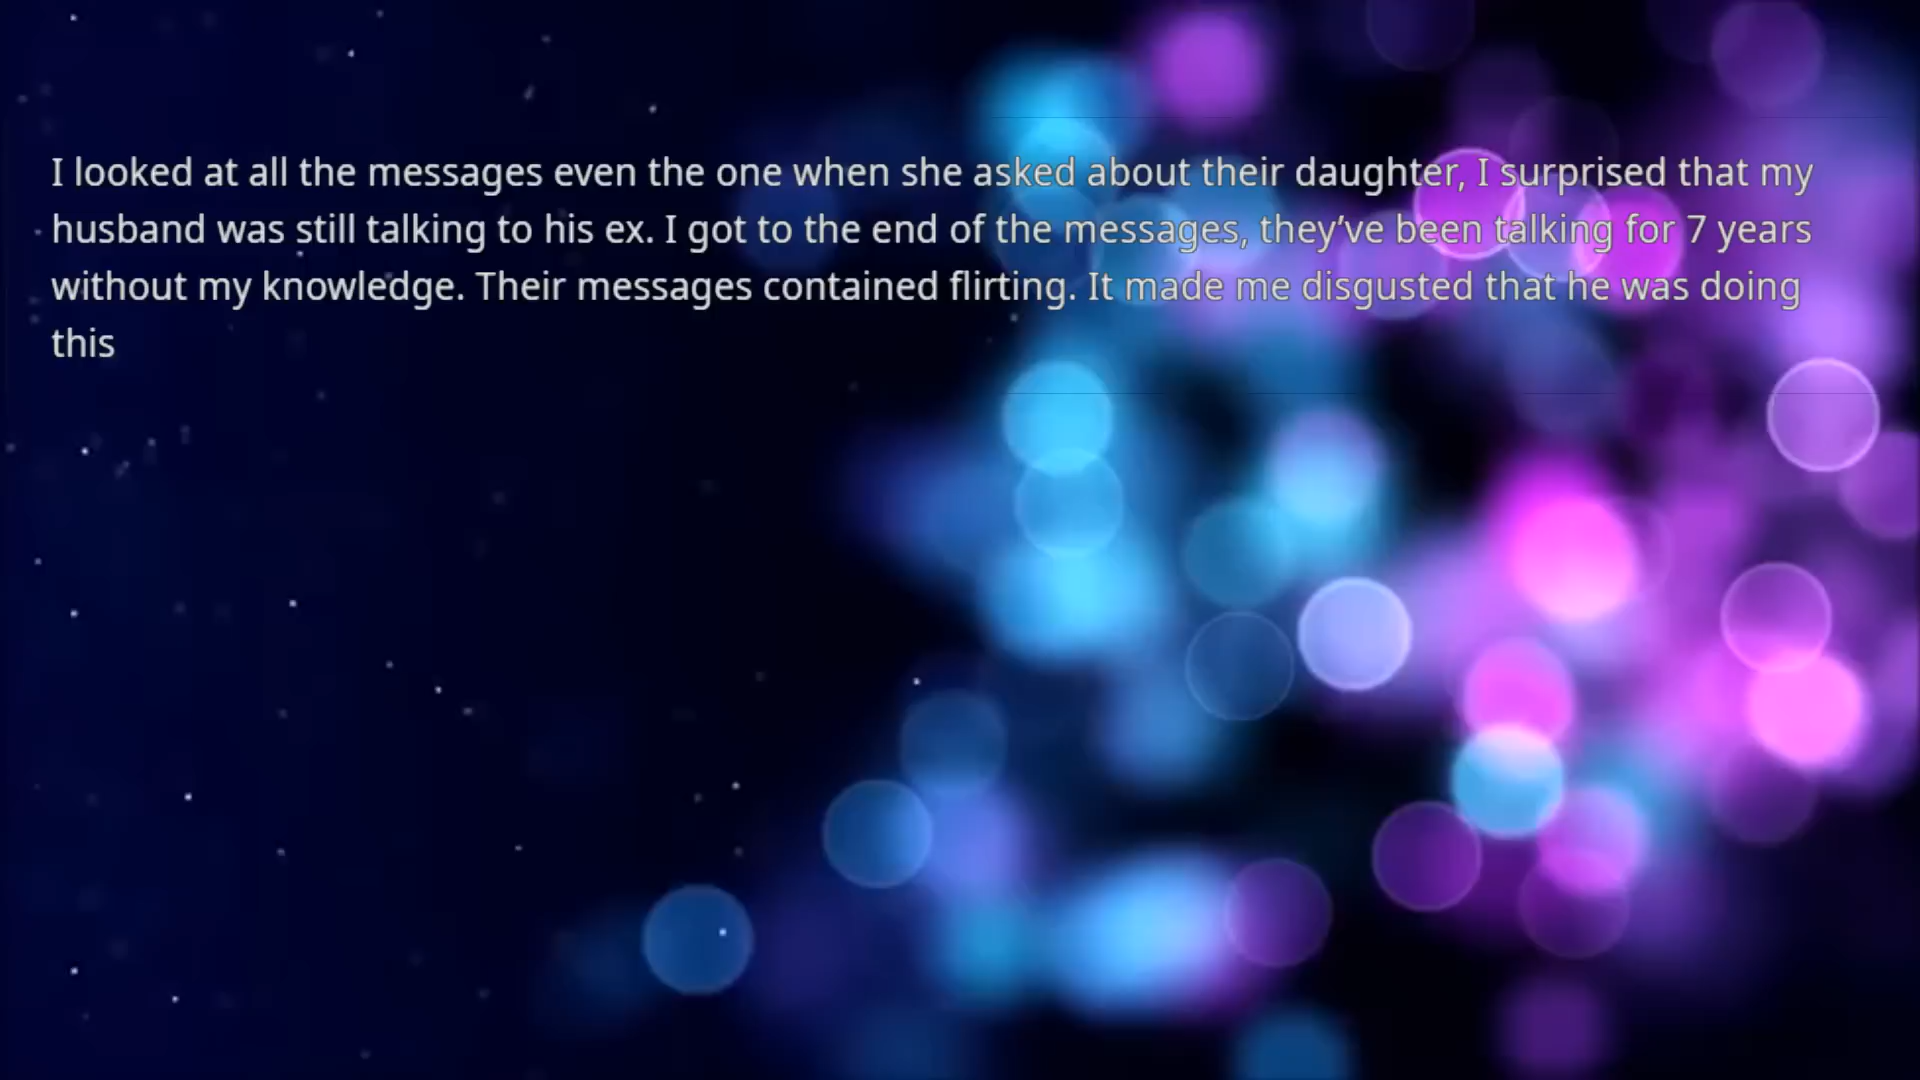 I looked at all the messages even the one when she asked about their daughter, I surprised that my
husband was still talking to his ex. I got to the end of the messages, they’ve been talking for 7 years
without my knowledge. Their messages contained flirting. It made me disgusted that he was doing
this